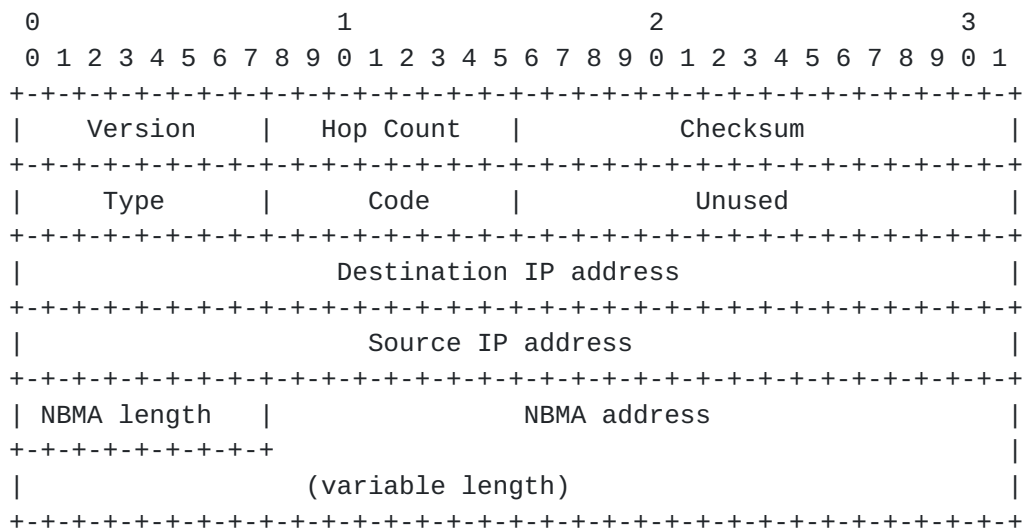 0                   1                   2                   3
 0 1 2 3 4 5 6 7 8 9 0 1 2 3 4 5 6 7 8 9 0 1 2 3 4 5 6 7 8 9 0 1
+-+-+-+-+-+-+-+-+-+-+-+-+-+-+-+-+-+-+-+-+-+-+-+-+-+-+-+-+-+-+-+-+
|    Version    |   Hop Count   |          Checksum             |
+-+-+-+-+-+-+-+-+-+-+-+-+-+-+-+-+-+-+-+-+-+-+-+-+-+-+-+-+-+-+-+-+
|     Type      |      Code     |           Unused              |
+-+-+-+-+-+-+-+-+-+-+-+-+-+-+-+-+-+-+-+-+-+-+-+-+-+-+-+-+-+-+-+-+
|                    Destination IP address                     |
+-+-+-+-+-+-+-+-+-+-+-+-+-+-+-+-+-+-+-+-+-+-+-+-+-+-+-+-+-+-+-+-+
|                      Source IP address                        |
+-+-+-+-+-+-+-+-+-+-+-+-+-+-+-+-+-+-+-+-+-+-+-+-+-+-+-+-+-+-+-+-+
| NBMA length   |                NBMA address                   |
+-+-+-+-+-+-+-+-+                                               |
|                  (variable length)                            |
+-+-+-+-+-+-+-+-+-+-+-+-+-+-+-+-+-+-+-+-+-+-+-+-+-+-+-+-+-+-+-+-+